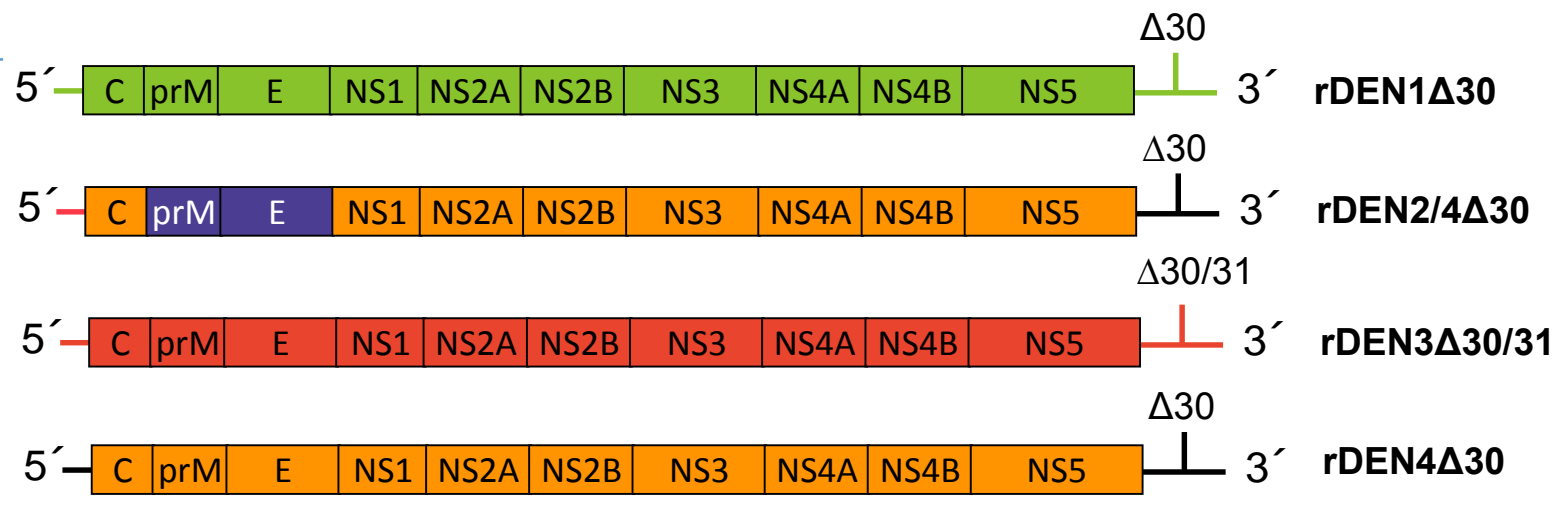 Δ30
5´ C prM E NS1 NS2A NS2B NS3 NS4A NS4B NS5 3´ rDEN1Δ30
Δ30
5´ C prM E NS1 NS2A NS2B NS3 NS4A NS4B NS5 3´ rDEN2/4Δ30
Δ30/31
5´ C prM E NS1 NS2A NS2B NS3 NS4A NS4B NS5 3´ rDEN3Δ30/31
Δ30
5´ C prM E NS1 NS2A NS2B NS3 NS4A NS4B NS5 3´ rDEN4Δ30